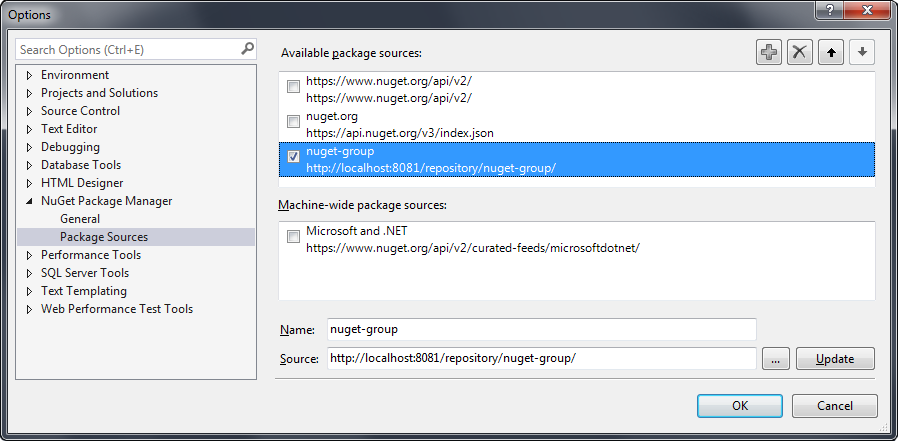 Options
Search Options (Ctrl+E)
Environment
Projects and Solutions
Source Control
Text Editor
Debugging
Database Tools
HTML Designer
NuGet Package Manager
General
Package Sources
Performance Tools
SQL Server Tools
Text Templating
Web Performance Test Tools
Available package sources:
https://www.nuget.org/api/v2/
https://www.nuget.org/api/v2/
nuget.org
https://api.nuget.org/v3/index.json
nuget-group
http://localhost:8081/repository/nuget-group/
Machine-wide package sources:
Microsoft and .NET
https://www.nuget.org/api/v2/curated-feeds/microsoftdotnet/
Name: nuget-group
Source: http://localhost:8081/repository/nuget-group/ ... Update
OK Cancel